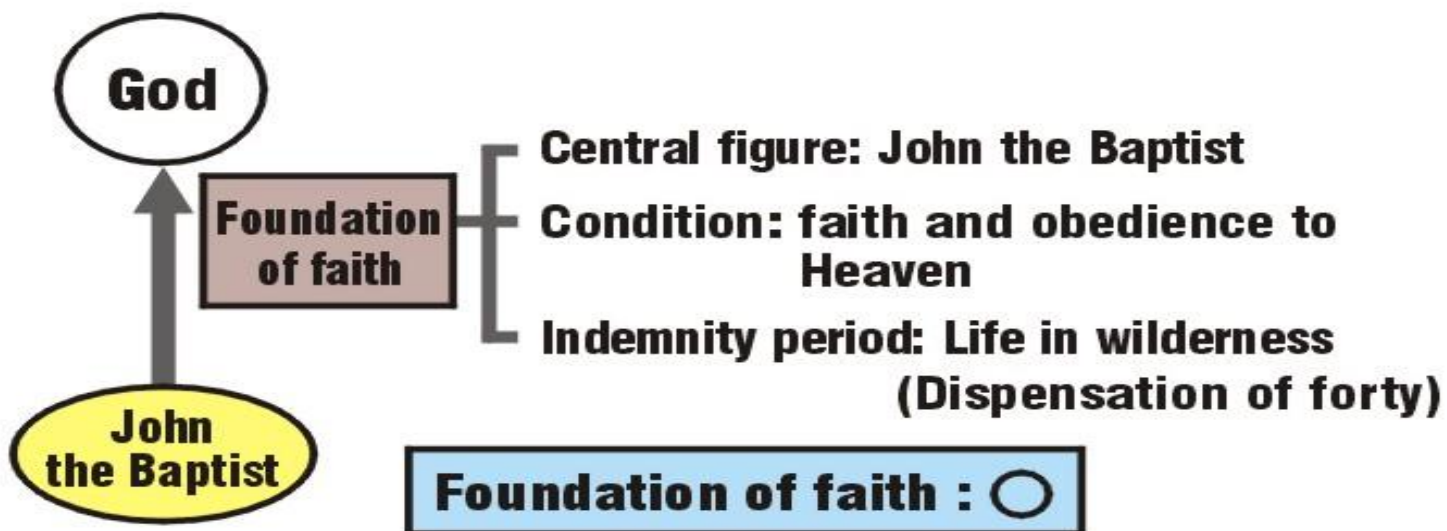 God
Foundation
of faith
Central figure: John the Baptist
Condition: faith and obedience to
Heaven
Indemnity period: Life in wilderness
(Dispensation of forty)
John
the Baptist
Foundation of faith : ◯